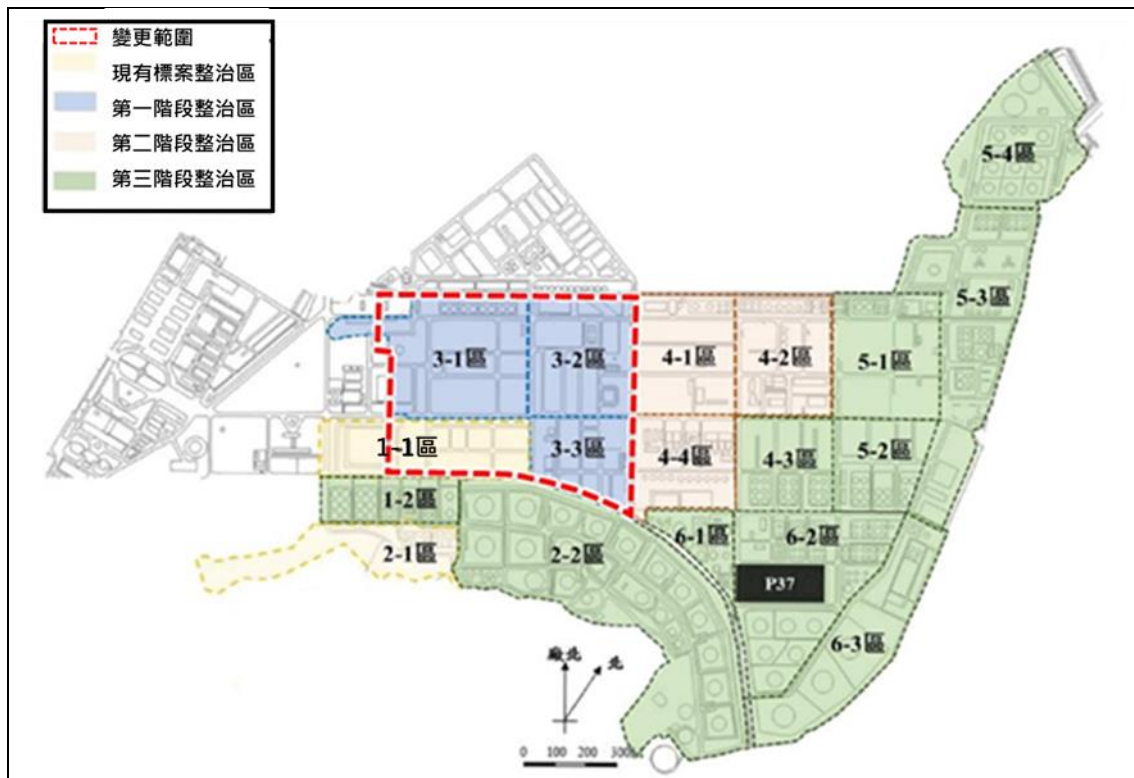 變更範圍
現有標案整治區
第一階段整治區
第二階段整治區
第三階段整治區
5-4區
5-3區
3-1區
3-2區
4-1區
4-2區
5-1區
1-1區
3-3區
4-4區
4-3區
5-2區
1-2區
2-1區
2-2區
6-1區
6-2區
P37
6-3區
廠北
北
0 100 200 300